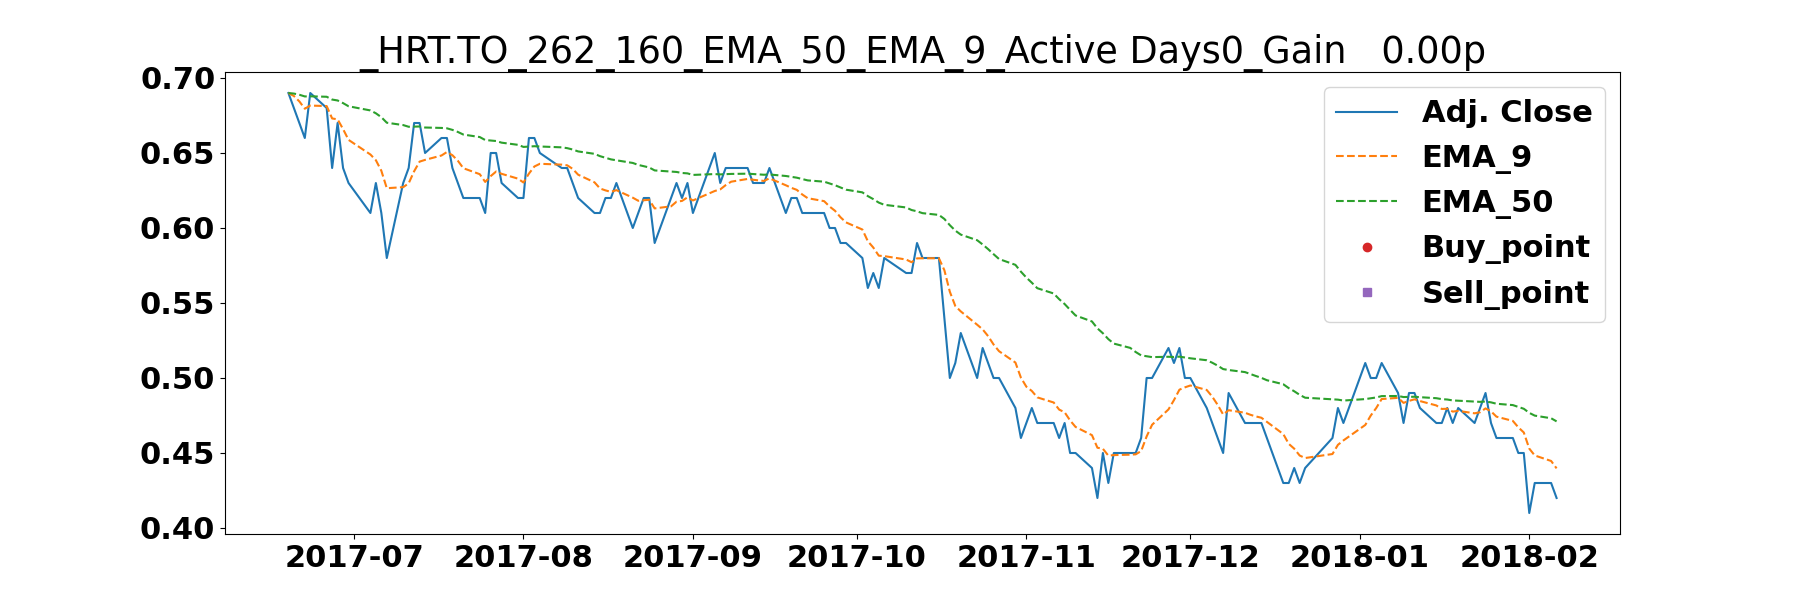 _HRT.TO_262_160_EMA_50_EMA_9_Active Days0_Gain   0.00p
0.70
0.65
0.60
0.55
0.50
0.45
0.40
Adj. Close
EMA_9
EMA_50
Buy_point
Sell_point
2017-07 2017-08 2017-09 2017-10 2017-11 2017-12 2018-01 2018-02